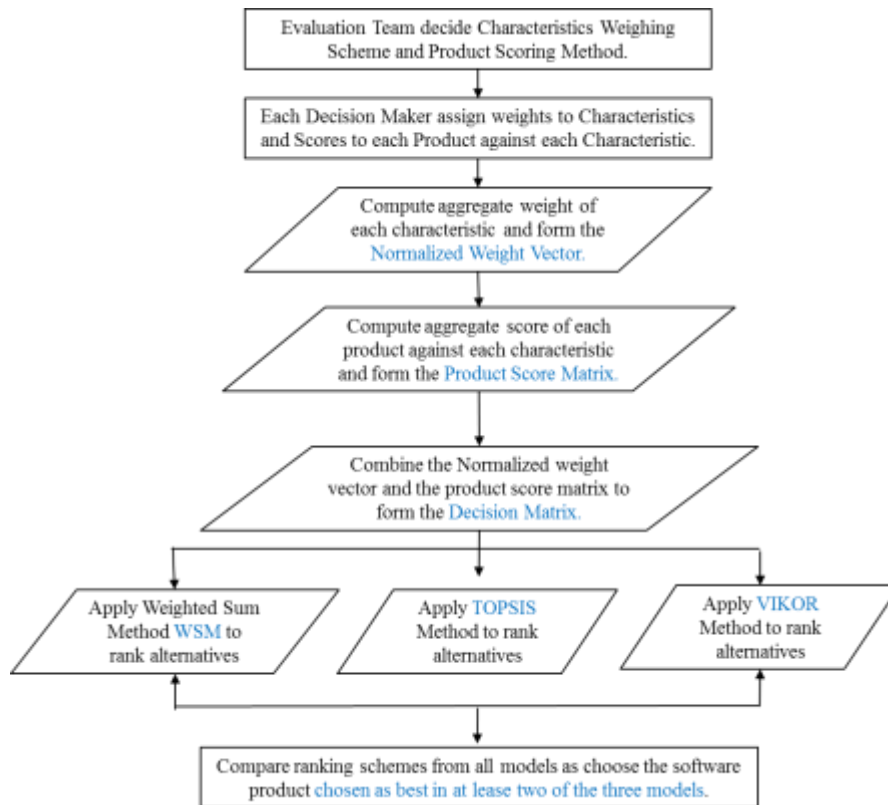 Evaluation Team decide Characteristics Weighing
Scheme and Product Scoring Method.
Each Decision Maker assign weights to Characteristics
and Scores to each Product against each Characteristic.
Compute aggregate weight of
each characteristic and form the
Normalized Weight Vector.
Compute aggregate score of each
product against each characteristic
and form the Product Score Matrix.
Combine the Normalized weight
vector and the product score matrix to
form the Decision Matrix.
Apply Weighted Sum
Method WSM to
rank alternatives
Apply TOPSIS
Method to rank
alternatives
Apply VIKOR
Method to rank
alternatives
Compare ranking schemes from all models as choose the software
product chosen as best in at lease two of the three models.